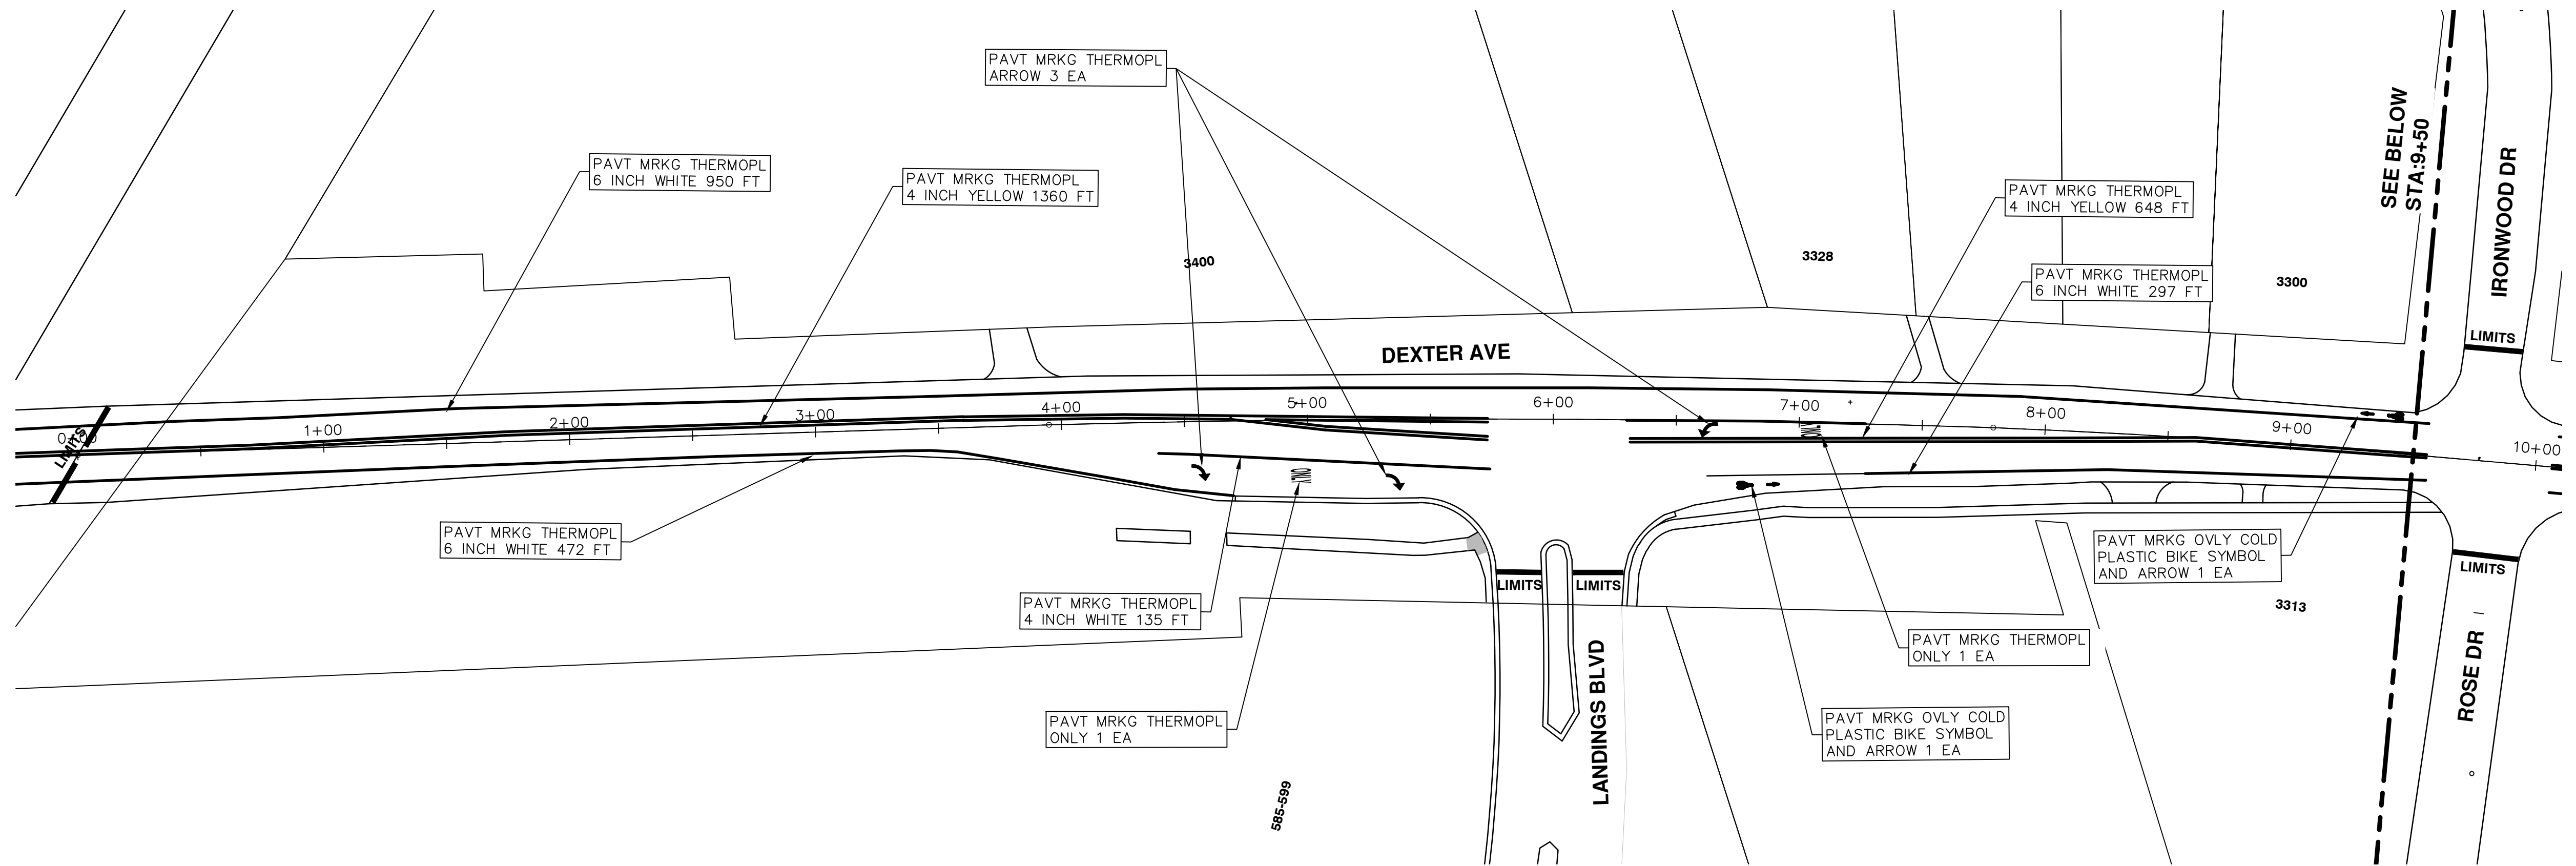 PAVT MRKG THERMOPL
ARROW 3 EA
PAVT MRKG THERMOPL
6 INCH WHITE 950 FT
PAVT MRKG THERMOPL
4 INCH YELLOW 1360 FT
PAVT MRKG THERMOPL
4 INCH YELLOW 648 FT
PAVT MRKG THERMOPL
6 INCH WHITE 297 FT
SEE BELOW
STA:9+50
IRONWOOD DR
LIMITS
3400
3328
3300
DEXTER AVE
LIMITS
0+00
1+00
2+00
3+00
4+00
5+00
6+00
7+00
8+00
9+00
10+00
ONLY
ONLY
PAVT MRKG THERMOPL
6 INCH WHITE 472 FT
PAVT MRKG THERMOPL
4 INCH WHITE 135 FT
PAVT MRKG THERMOPL
ONLY 1 EA
LIMITS
LIMITS
LANDINGS BLVD
585-599
PAVT MRKG OVLY COLD
PLASTIC BIKE SYMBOL
AND ARROW 1 EA
PAVT MRKG THERMOPL
ONLY 1 EA
PAVT MRKG OVLY COLD
PLASTIC BIKE SYMBOL
AND ARROW 1 EA
3313
LIMITS
ROSE DR